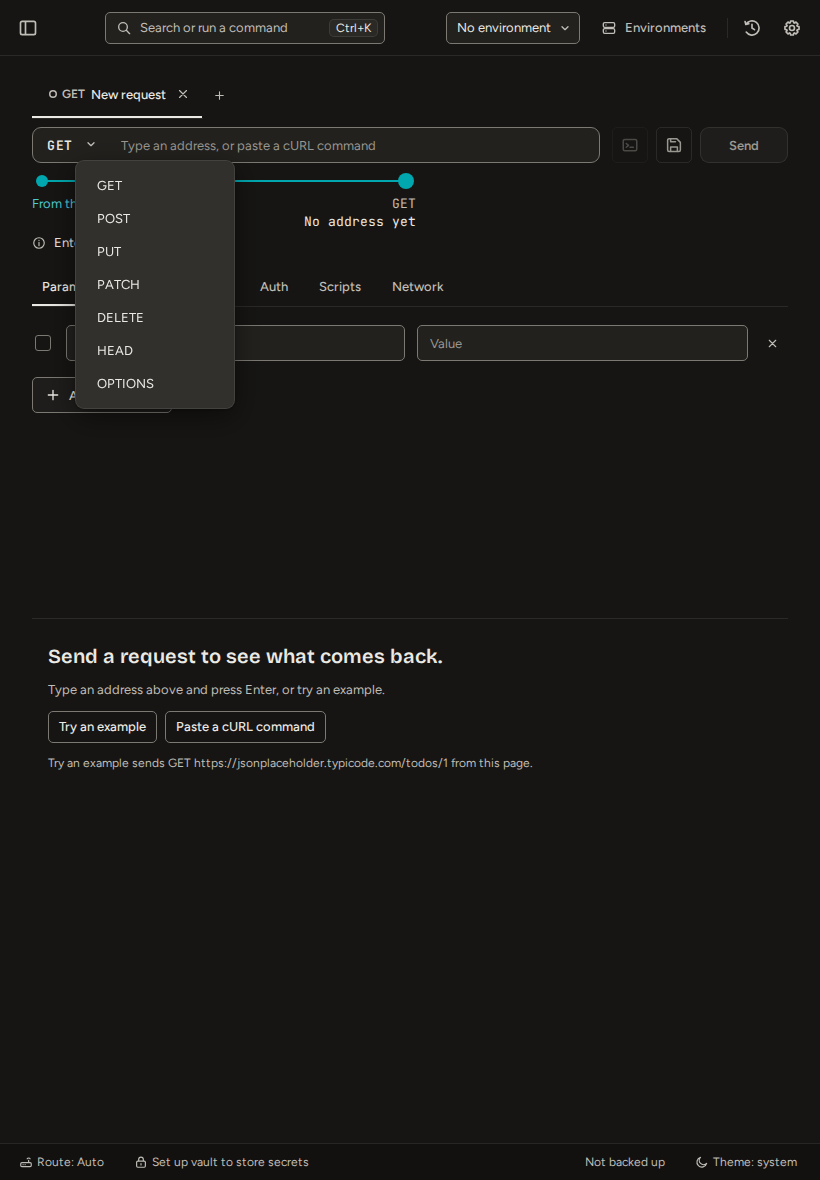 Search or run a command Ctrl+K No environment Environments
GET New request
GET Type an address, or paste a cURL command Send
GET
POST
PUT
PATCH
DELETE
HEAD
OPTIONS
From
GET
No address yet
Auth Scripts Network
Value
Send a request to see what comes back.
Type an address above and press Enter, or try an example.
Try an example Paste a cURL command
Try an example sends GET https://jsonplaceholder.typicode.com/todos/1 from this page.
Route: Auto Set up vault to store secrets Not backed up Theme: system